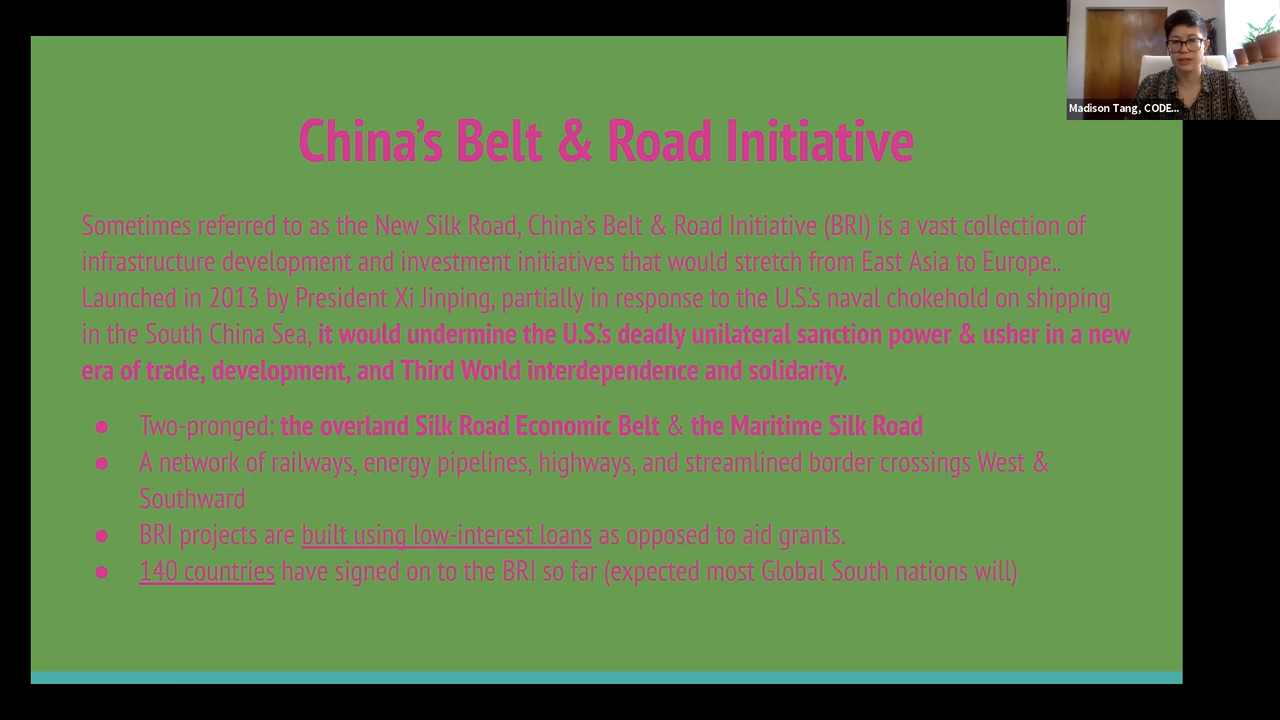 Madison Tang, CODE...
China's Belt & Road Initiative
Sometimes referred to as the New Silk Road, China's Belt & Road Initiative (BRI) is a vast collection of
infrastructure development and investment initiatives that would stretch from East Asia to Europe..
Launched in 2013 by President Xi Jinping, partially in response to the U.S.'s naval chokehold on shipping
in the South China Sea, it would undermine the U.S.'s deadly unilateral sanction power & usher in a new
era of trade, development, and Third World interdependence and solidarity.
● Two-pronged: the overland Silk Road Economic Belt & the Maritime Silk Road
● A network of railways, energy pipelines, highways, and streamlined border crossings West &
Southward
● BRI projects are built using low-interest loans as opposed to aid grants.
● 140 countries have signed on to the BRI so far (expected most Global South nations will)